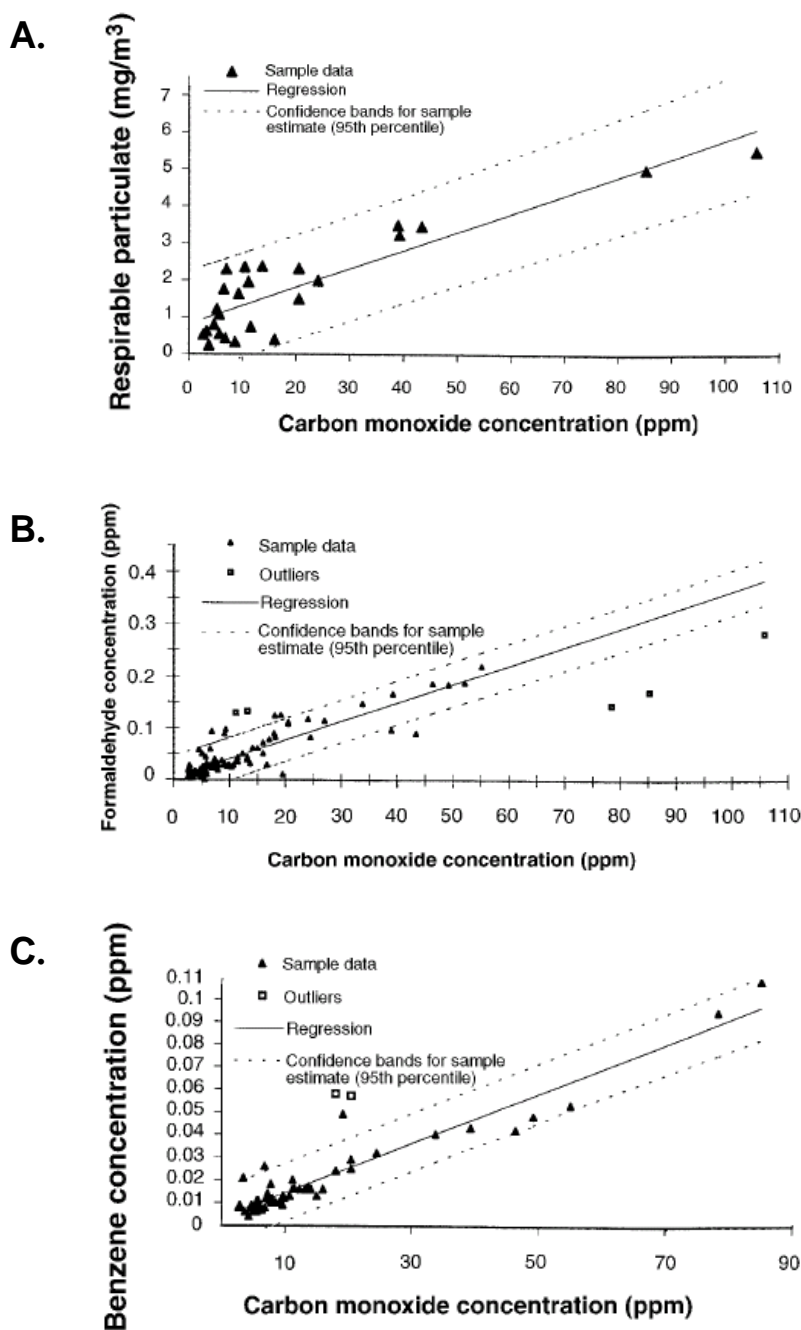 A.
Respirable particulate (mg/m³)
Sample data
Regression
Confidence bands for sample
estimate (95th percentile)
7
6
5
4
3
2
1
0
0 10 20 30 40 50 60 70 80 90 100 110
Carbon monoxide concentration (ppm)
B.
Formaldehyde concentration (ppm)
Sample data
Outliers
Regression
Confidence bands for sample
estimate (95th percentile)
0.4
0.3
0.2
0.1
0
0 10 20 30 40 50 60 70 80 90 100 110
Carbon monoxide concentration (ppm)
C.
Benzene concentration (ppm)
Sample data
Outliers
Regression
Confidence bands for sample
estimate (95th percentile)
0.11
0.1
0.09
0.08
0.07
0.06
0.05
0.04
0.03
0.02
0.01
0
10 30 50 70 90
Carbon monoxide concentration (ppm)